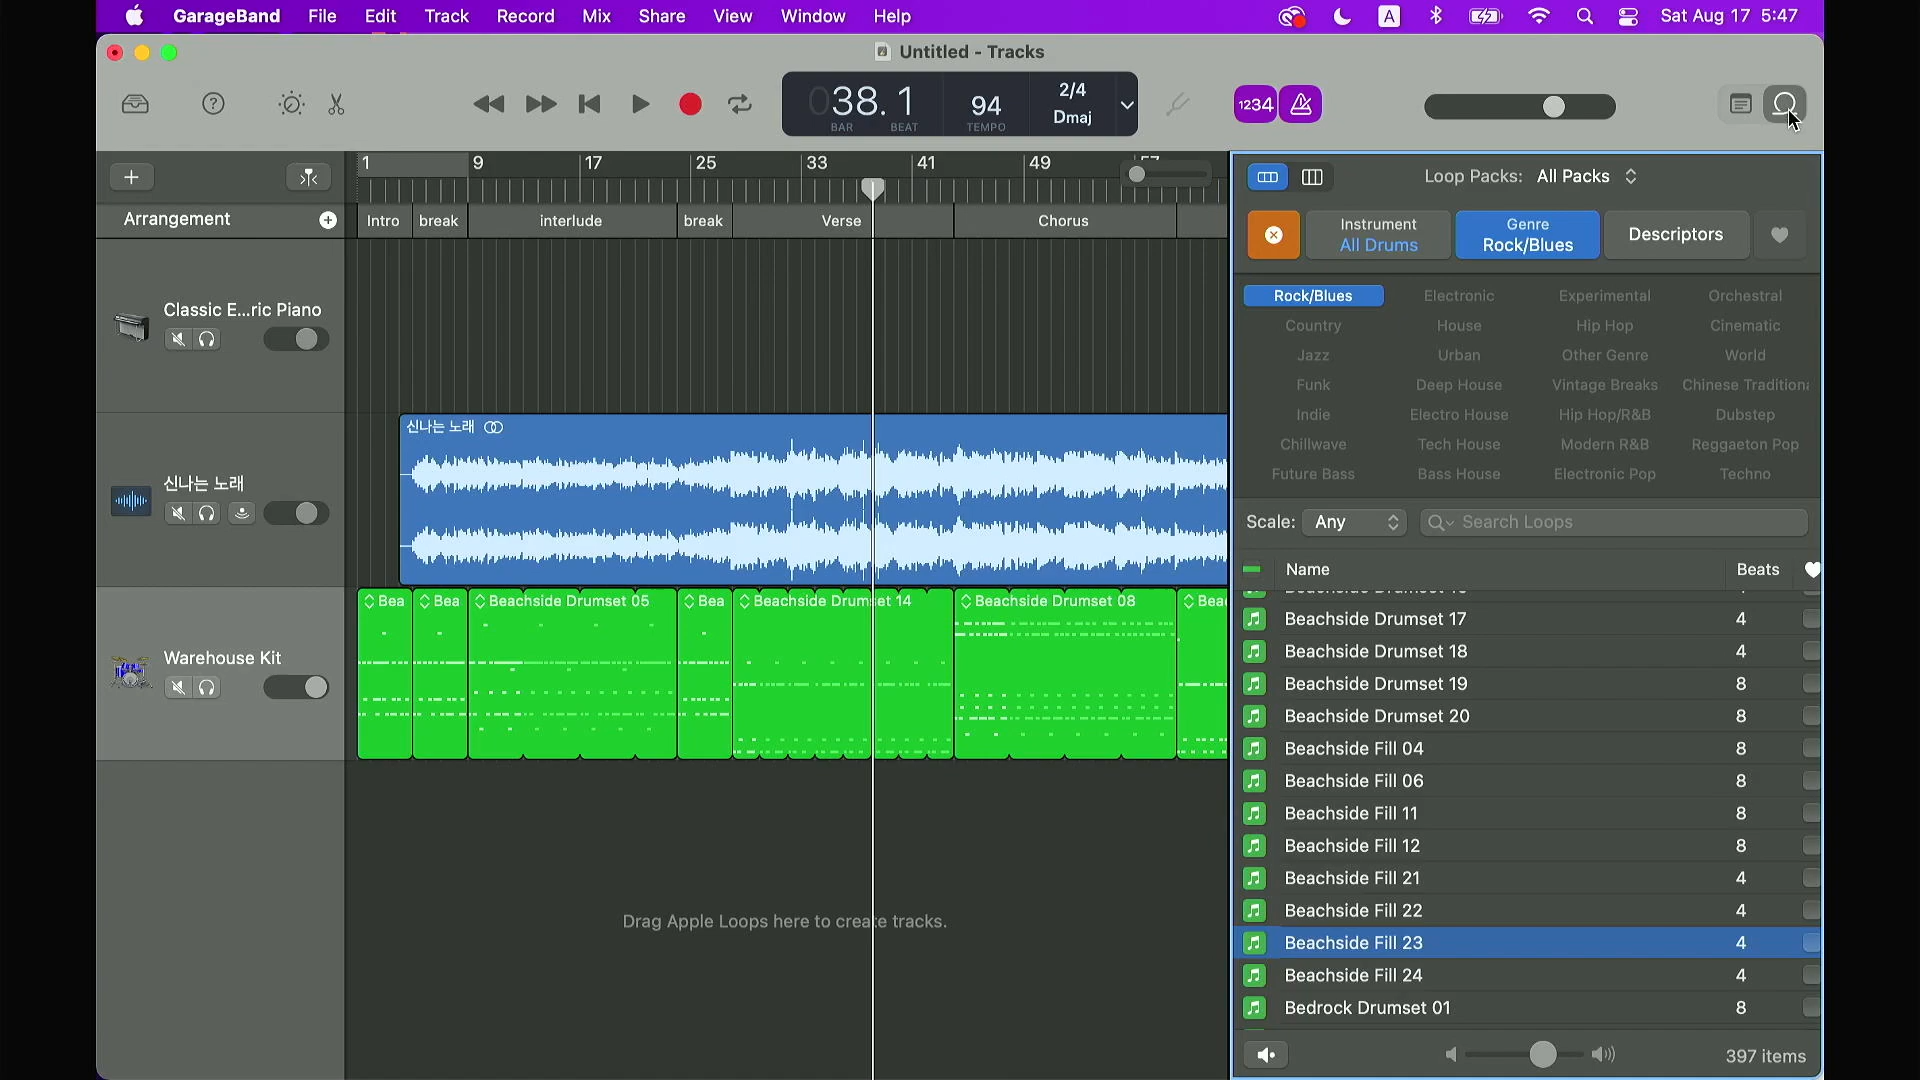 GarageBand File Edit Track Record Mix Share View Window Help A Sat Aug 17 5:47
Untitled - Tracks
038.1 94 2/4 Dmaj
BAR BEAT TEMPO
1234
1 9 17 25 33 41 49 57
Arrangement
Intro break interlude break Verse Chorus
Classic E...ric Piano
신나는 노래
신나는 노래
Warehouse Kit
Bea Bea Beachside Drumset 05 Bea Beachside Drumset 14 Beachside Drumset 08 Bea
Drag Apple Loops here to create tracks.
Loop Packs: All Packs
Instrument Genre
All Drums Rock/Blues Descriptors
Rock/Blues Electronic Experimental Orchestral
Country House Hip Hop Cinematic
Jazz Urban Other Genre World
Funk Deep House Vintage Breaks Chinese Traditiona
Indie Electro House Hip Hop/R&B Dubstep
Chillwave Tech House Modern R&B Reggaeton Pop
Future Bass Bass House Electronic Pop Techno
Scale: Any Search Loops
Name Beats
Beachside Drumset 17 4
Beachside Drumset 18 4
Beachside Drumset 19 8
Beachside Drumset 20 8
Beachside Fill 04 8
Beachside Fill 06 8
Beachside Fill 11 8
Beachside Fill 12 8
Beachside Fill 21 4
Beachside Fill 22 4
Beachside Fill 23 4
Beachside Fill 24 4
Bedrock Drumset 01 8
397 items